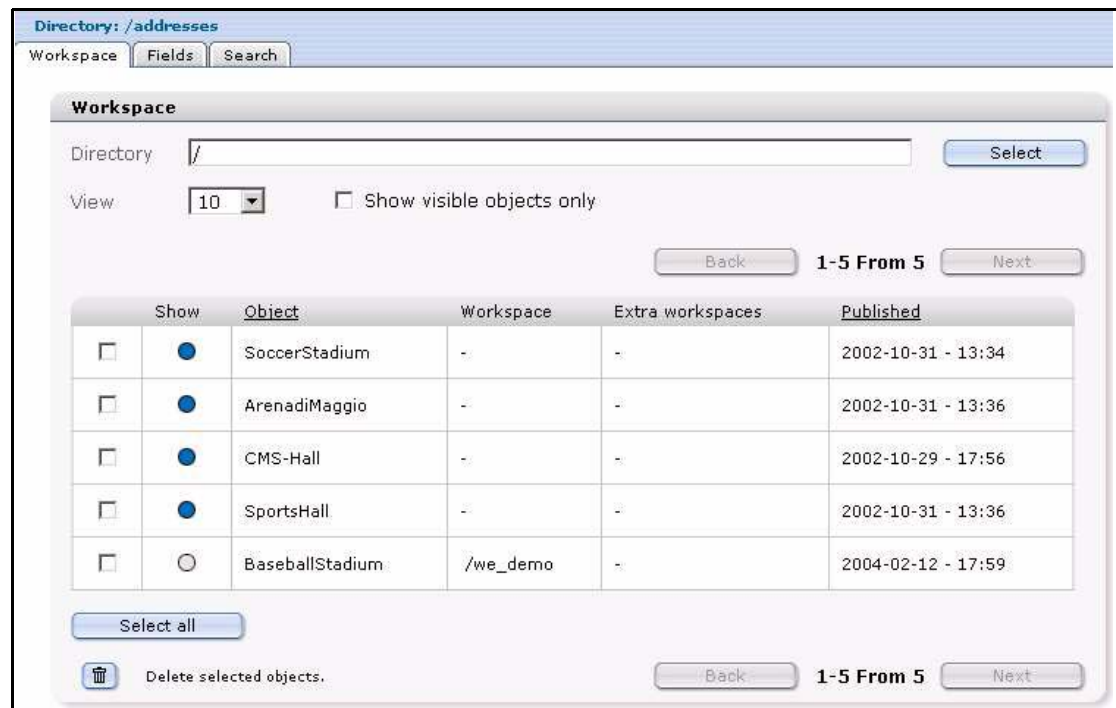 Directory: /addresses
Workspace Fields Search
Workspace
Directory / Select
View 10 Show visible objects only
Back 1-5 From 5 Next
Show Object Workspace Extra workspaces Published
SoccerStadium - - 2002-10-31 - 13:34
ArenadiMaggio - - 2002-10-31 - 13:36
CMS-Hall - - 2002-10-29 - 17:56
SportsHall - - 2002-10-31 - 13:36
BaseballStadium /we_demo - 2004-02-12 - 17:59
Select all
Delete selected objects. Back 1-5 From 5 Next